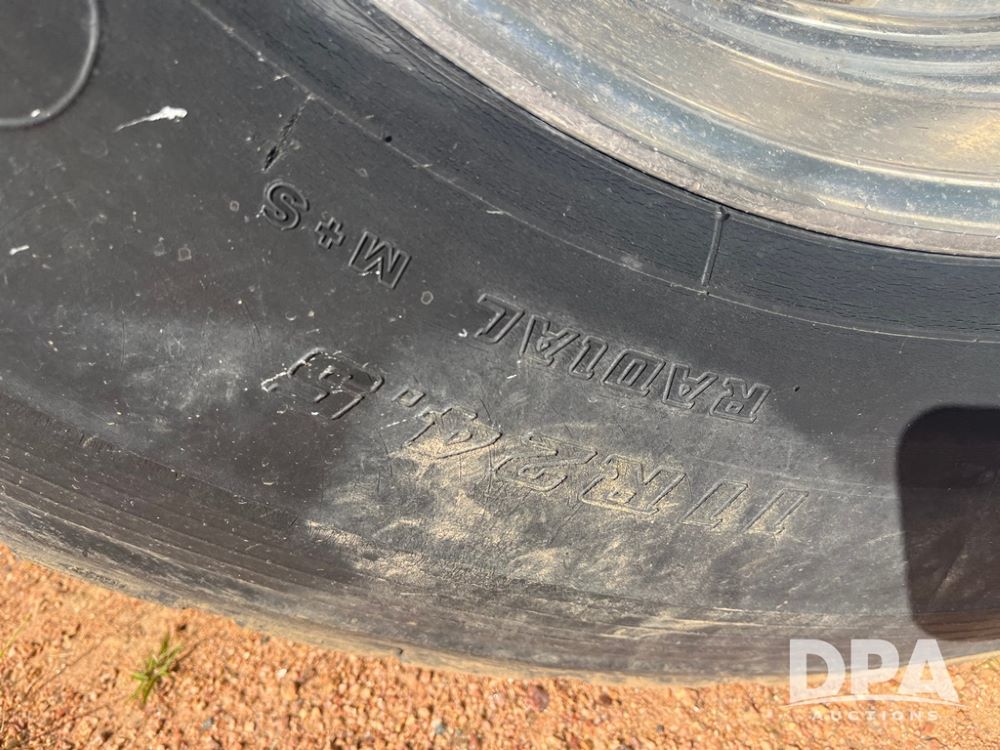 11R24.5
RADIAL
M+S
DPA
AUCTIONS